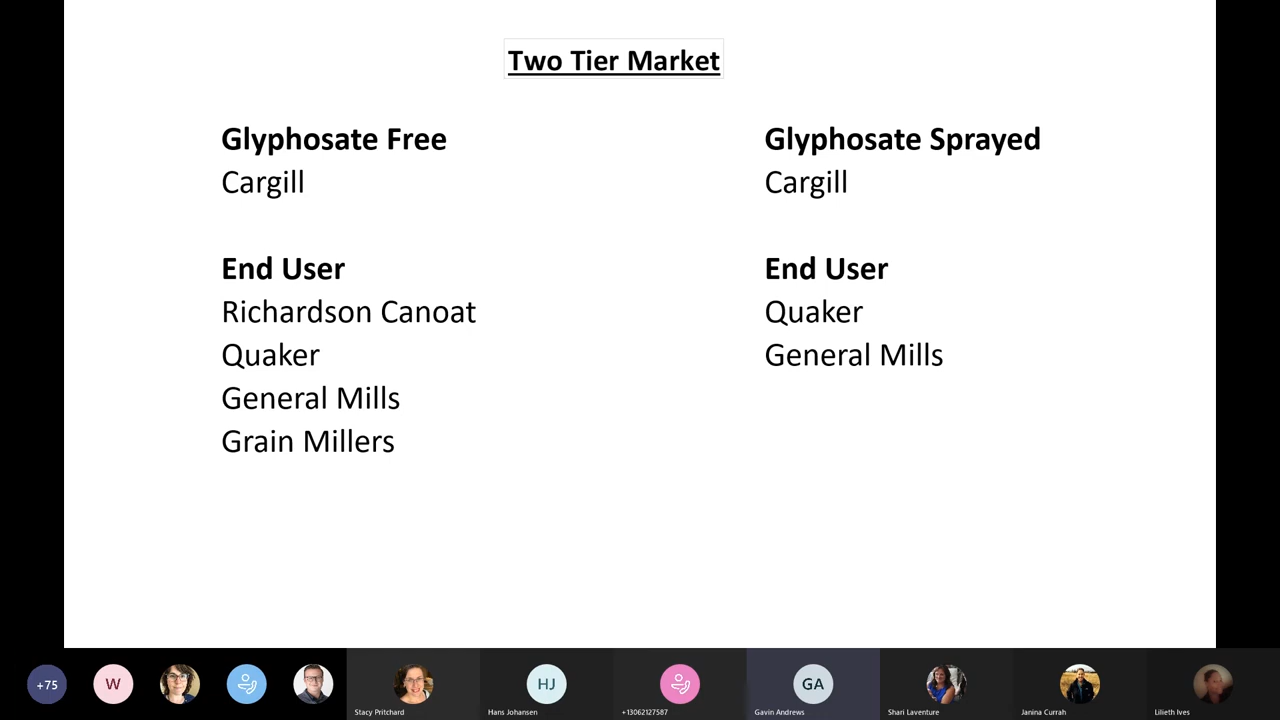 Two Tier Market
Glyphosate Free
Cargill
End User
Richardson Canoat
Quaker
General Mills
Grain Millers
Glyphosate Sprayed
Cargill
End User
Quaker
General Mills
+75
W
HJ
GA
Stacy Pritchard
Hans Johansen
+13062127587
Gavin Andrews
Shari Laventure
Janina Currah
Lilieth Ives